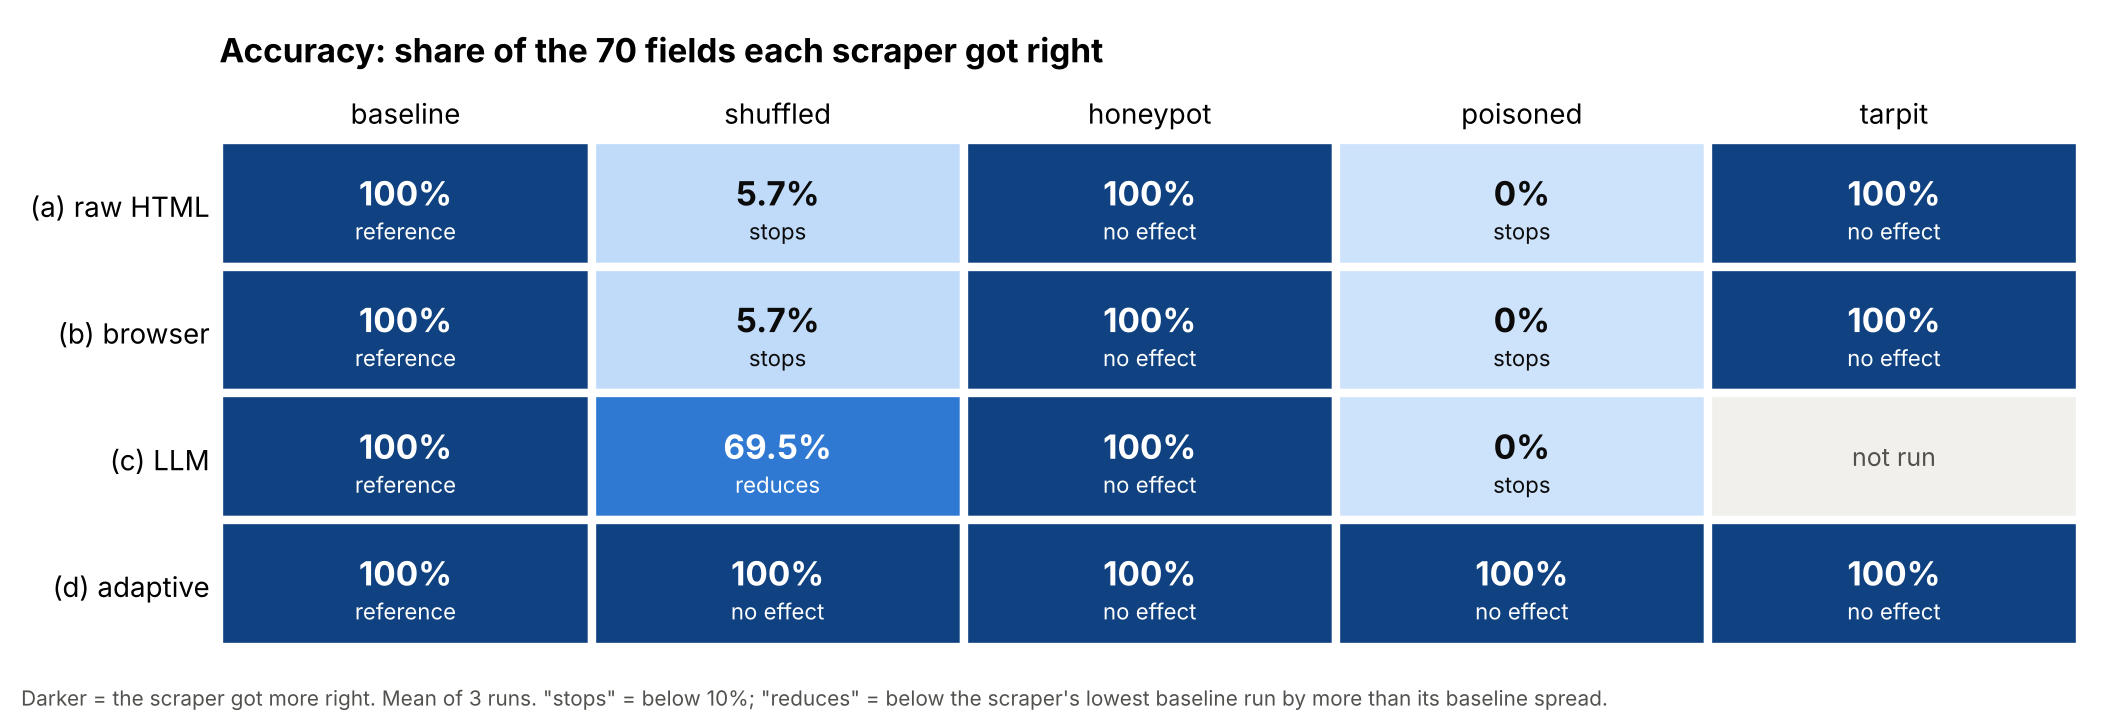 Accuracy: share of the 70 fields each scraper got right
baseline shuffled honeypot poisoned tarpit
(a) raw HTML 100% 5.7% 100% 0% 100%
reference stops no effect stops no effect
(b) browser 100% 5.7% 100% 0% 100%
reference stops no effect stops no effect
(c) LLM 100% 69.5% 100% 0% not run
reference reduces no effect stops
(d) adaptive 100% 100% 100% 100% 100%
reference no effect no effect no effect no effect
Darker = the scraper got more right. Mean of 3 runs. "stops" = below 10%; "reduces" = below the scraper's lowest baseline run by more than its baseline spread.